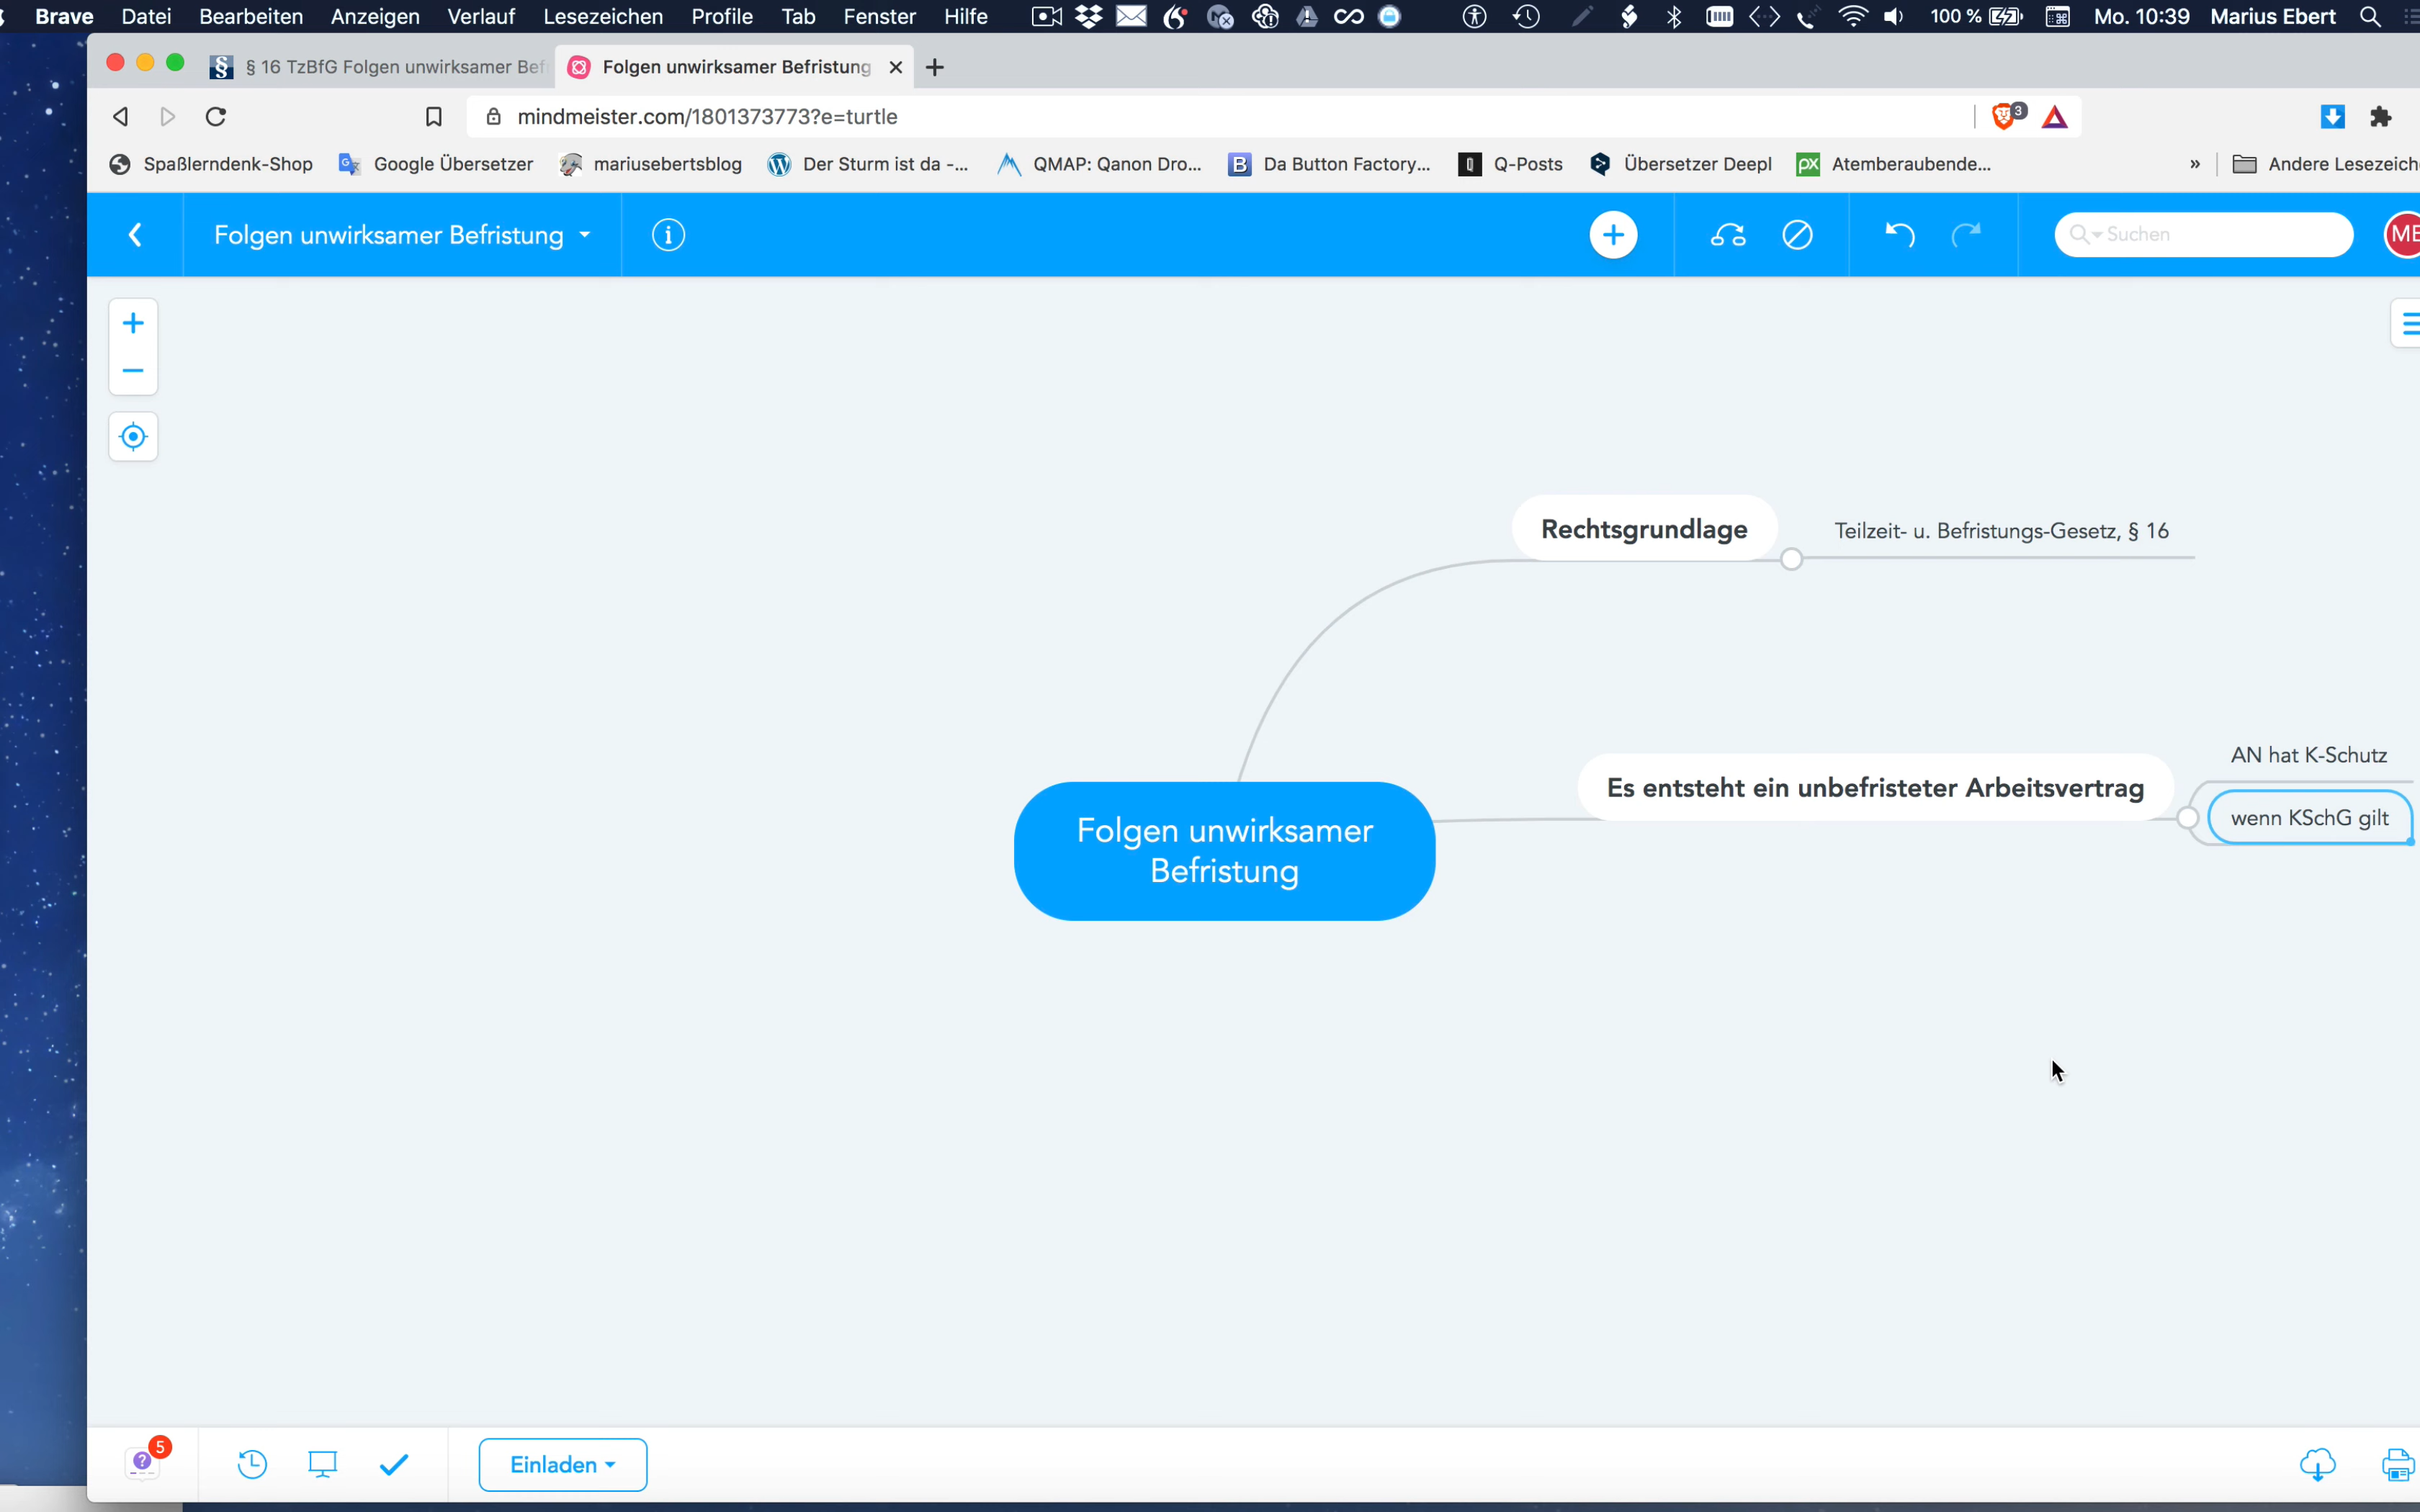 Brave Datei Bearbeiten Anzeigen Verlauf Lesezeichen Profile Tab Fenster Hilfe 100 % Mo. 10:39 Marius Ebert
§ 16 TzBfG Folgen unwirksamer Bef
Folgen unwirksamer Befristung
mindmeister.com/1801373773?e=turtle
3
Spaßlerndenk-Shop Google Übersetzer mariusebertsblog Der Sturm ist da -... QMAP: Qanon Dro... Da Button Factory... Q-Posts Übersetzer Deepl Atemberaubende... » Andere Lesezeich
Folgen unwirksamer Befristung
Suchen
ME
Rechtsgrundlage
Teilzeit- u. Befristungs-Gesetz, § 16
AN hat K-Schutz
Es entsteht ein unbefristeter Arbeitsvertrag
wenn KSchG gilt
Folgen unwirksamer
Befristung
5
Einladen